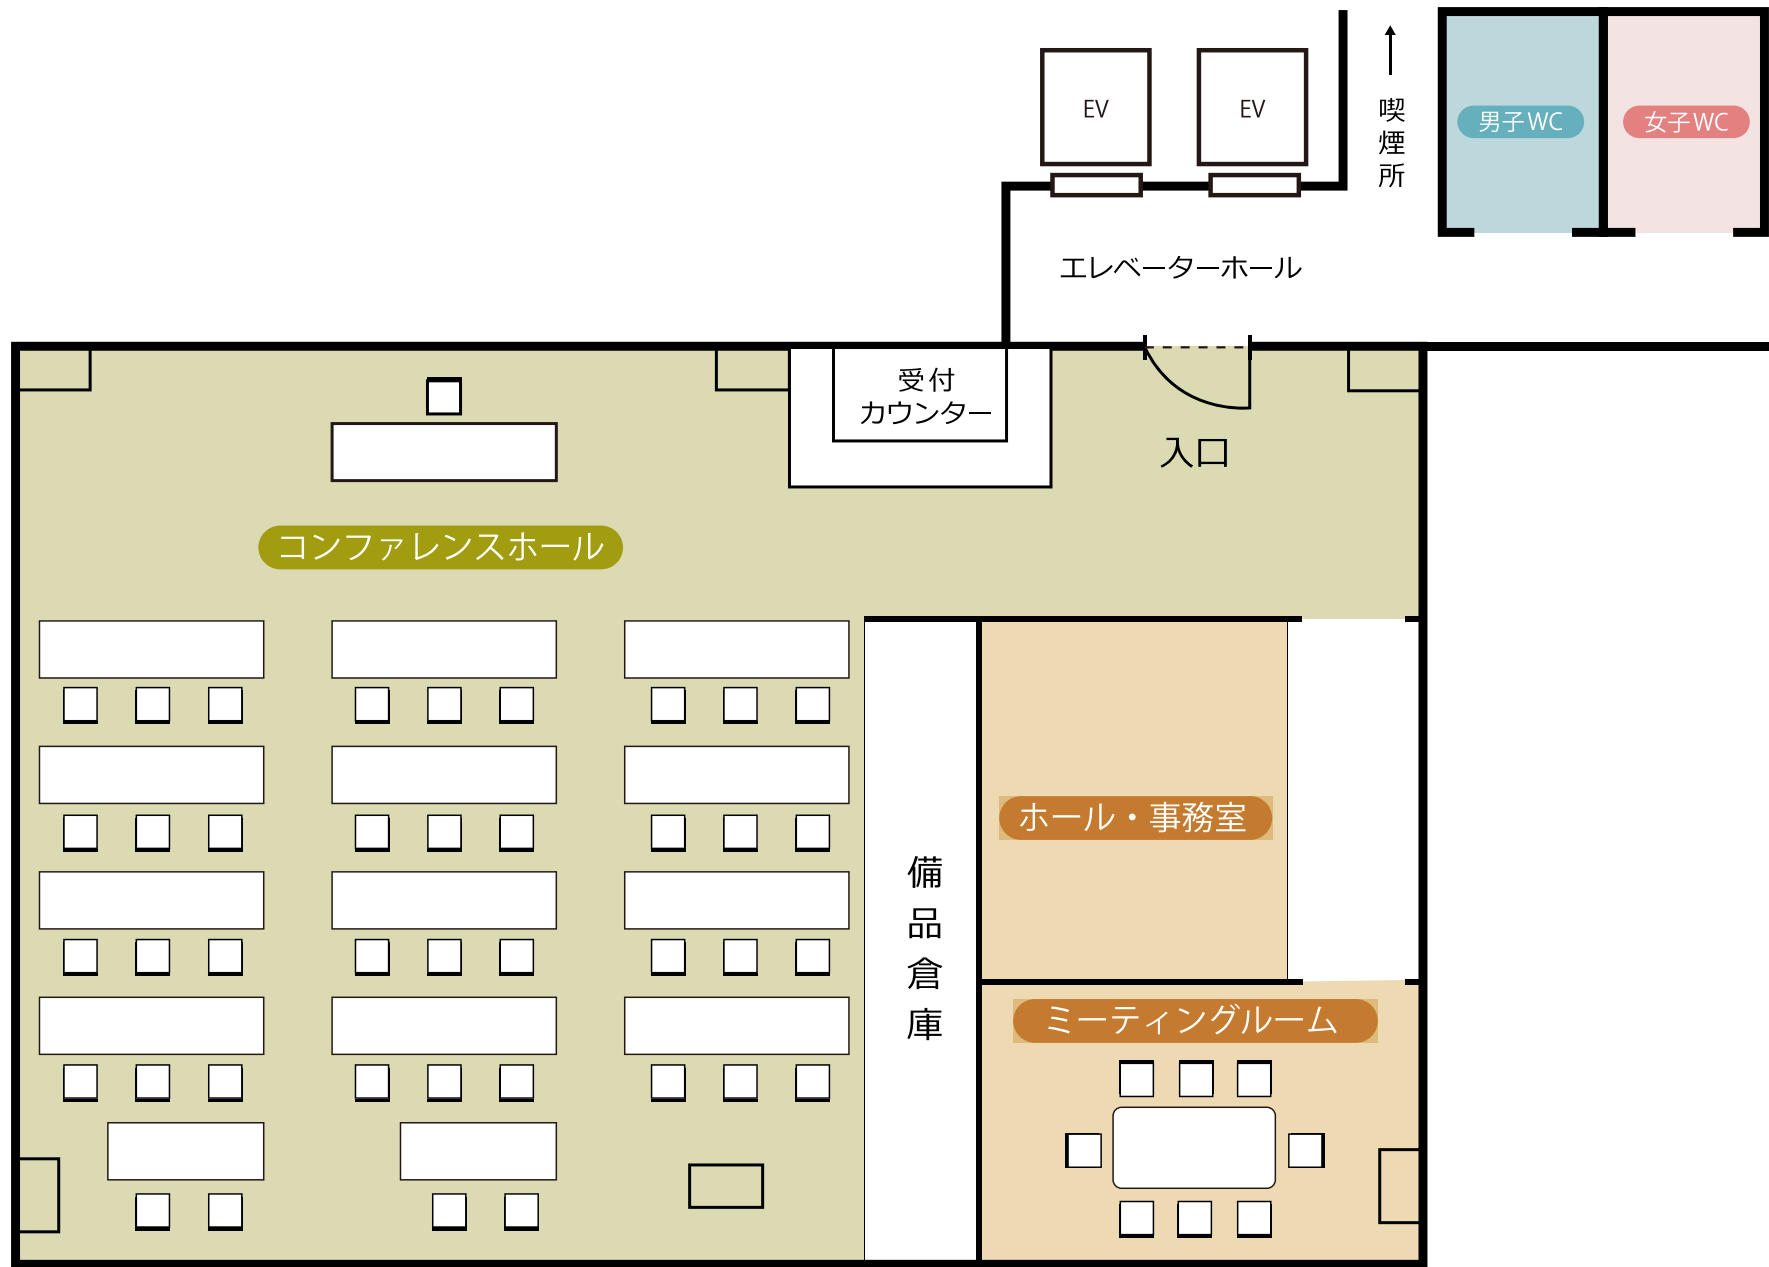 EV
EV
喫煙所
男子WC
女子WC
エレベーターホール
受付
カウンター
入口
コンファレンスホール
ホール・事務室
備品倉庫
ミーティングルーム